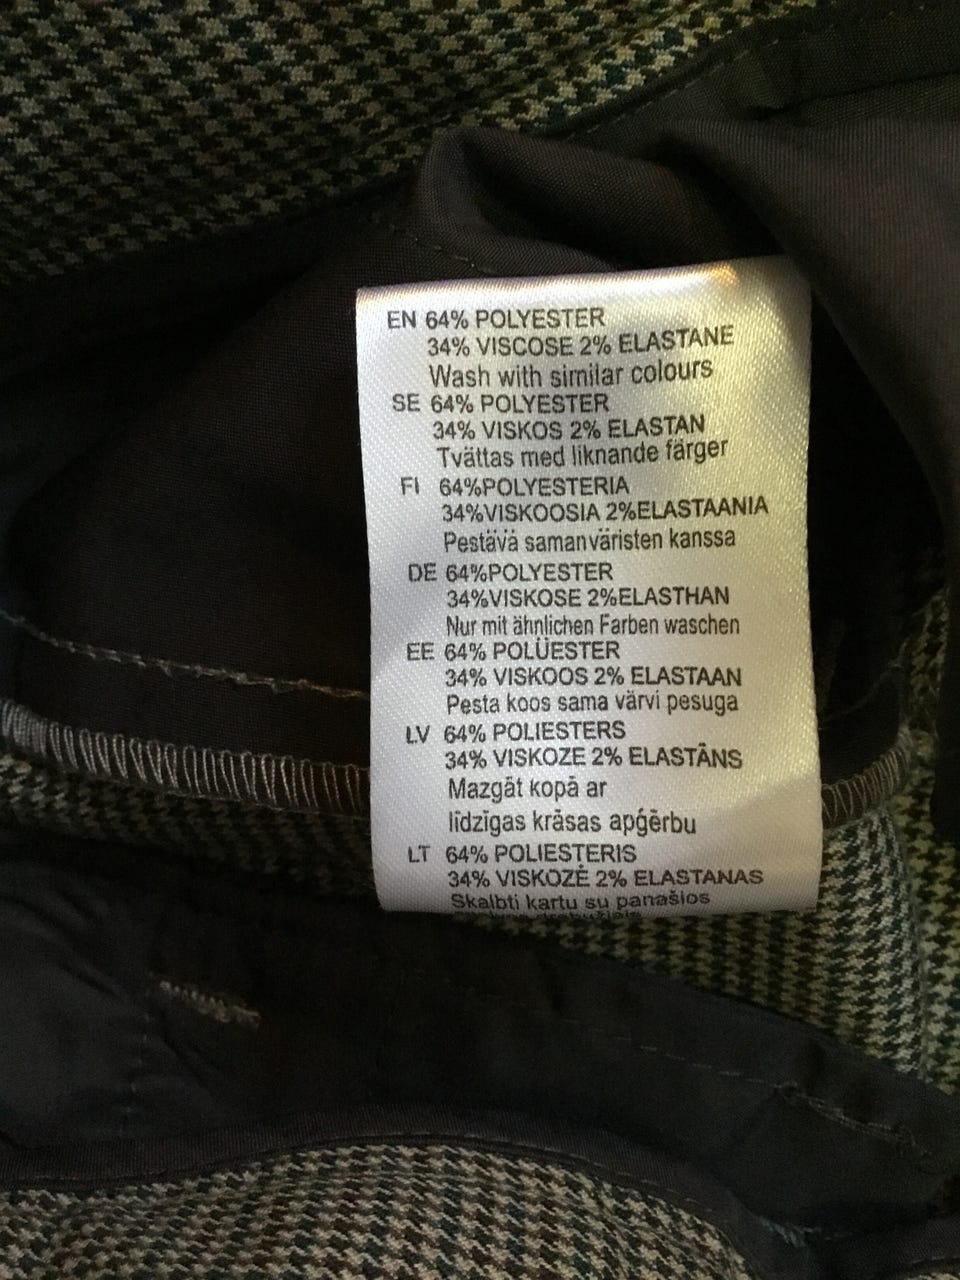 EN 64% POLYESTER
34% VISCOSE 2% ELASTANE
Wash with similar colours
SE 64% POLYESTER
34% VISKOS 2% ELASTAN
Tvättas med liknande färger
FI 64%POLYESTERIA
34%VISKOOSIA 2%ELASTAANIA
Pestävä samanväristen kanssa
DE 64%POLYESTER
34%VISKOSE 2%ELASTHAN
Nur mit ähnlichen Farben waschen
EE 64% POLÜESTER
34% VISKOOS 2% ELASTAAN
Pesta koos sama värvi pesuga
LV 64% POLIESTERS
34% VISKOZE 2% ELASTĀNS
Mazgāt kopā ar
līdzīgas krāsas apģērbu
LT 64% POLIESTERIS
34% VISKOZĖ 2% ELASTANAS
Skalbti kartu su panašios